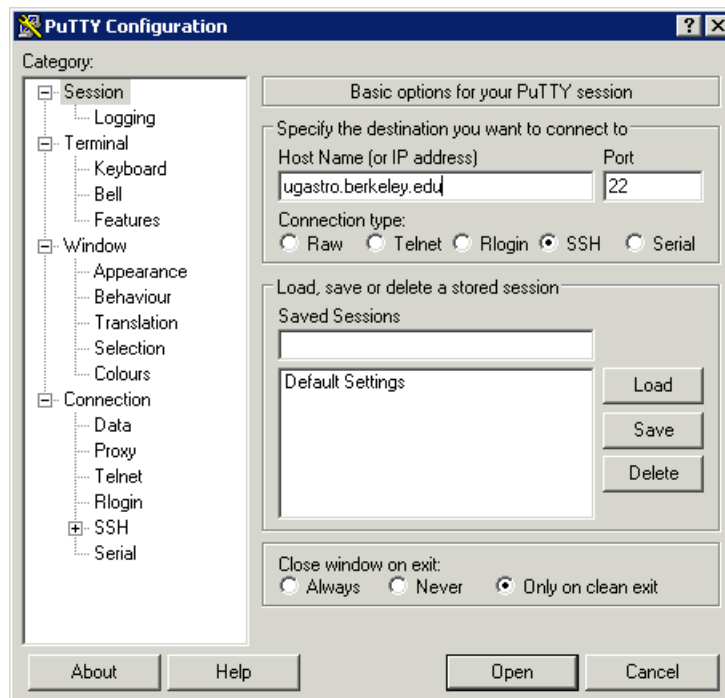 PuTTY Configuration
Category:
Session
Logging
Terminal
Keyboard
Bell
Features
Window
Appearance
Behaviour
Translation
Selection
Colours
Connection
Data
Proxy
Telnet
Rlogin
SSH
Serial
Basic options for your PuTTY session
Specify the destination you want to connect to
Host Name (or IP address) Port
ugastro.berkeley.edu 22
Connection type:
Raw Telnet Rlogin SSH Serial
Load, save or delete a stored session
Saved Sessions
Default Settings
Load
Save
Delete
Close window on exit:
Always Never Only on clean exit
About Help Open Cancel